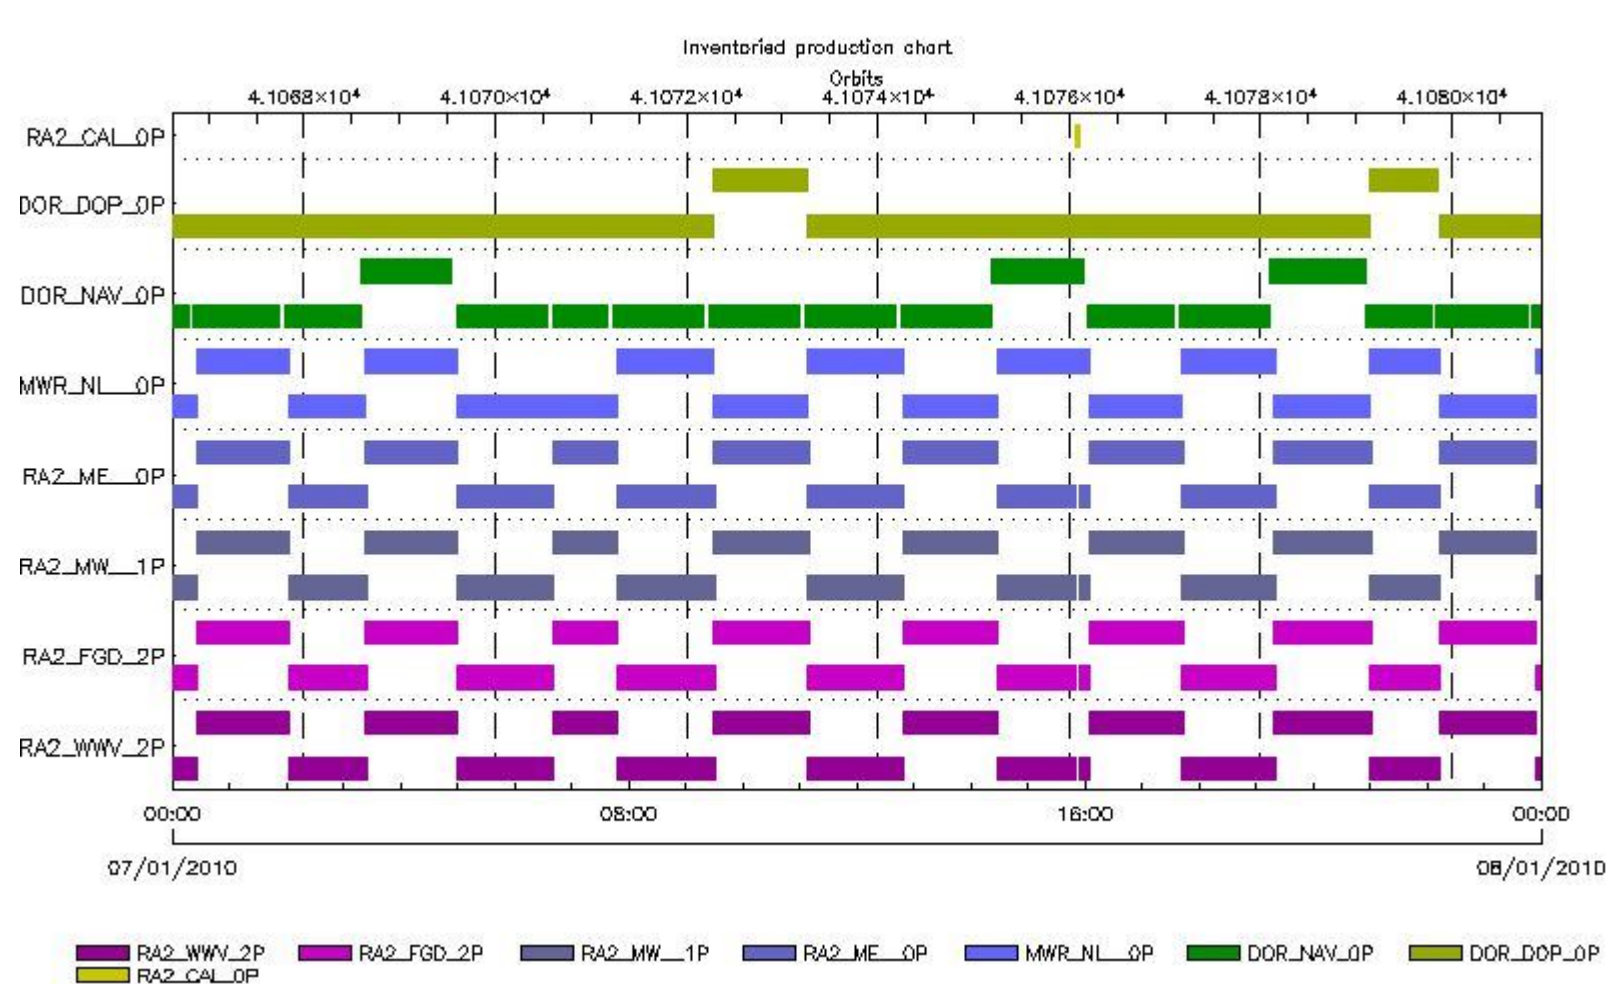 Inventoried production chart
Orbits
4.1068×10⁴ 4.1070×10⁴ 4.1072×10⁴ 4.1074×10⁴ 4.1076×10⁴ 4.1078×10⁴ 4.1080×10⁴
RA2_CAL_0P
DOR_DOP_0P
DOR_NAV_0P
MWR_NL__0P
RA2_ME__0P
RA2_MW__1P
RA2_FGD_2P
RA2_WWV_2P
00:00 08:00 16:00 00:00
07/01/2010 08/01/2010
RA2_WWV_2P RA2_FGD_2P RA2_MW__1P RA2_ME__0P MWR_NL__0P DOR_NAV_0P DOR_DOP_0P
RA2_CAL_0P